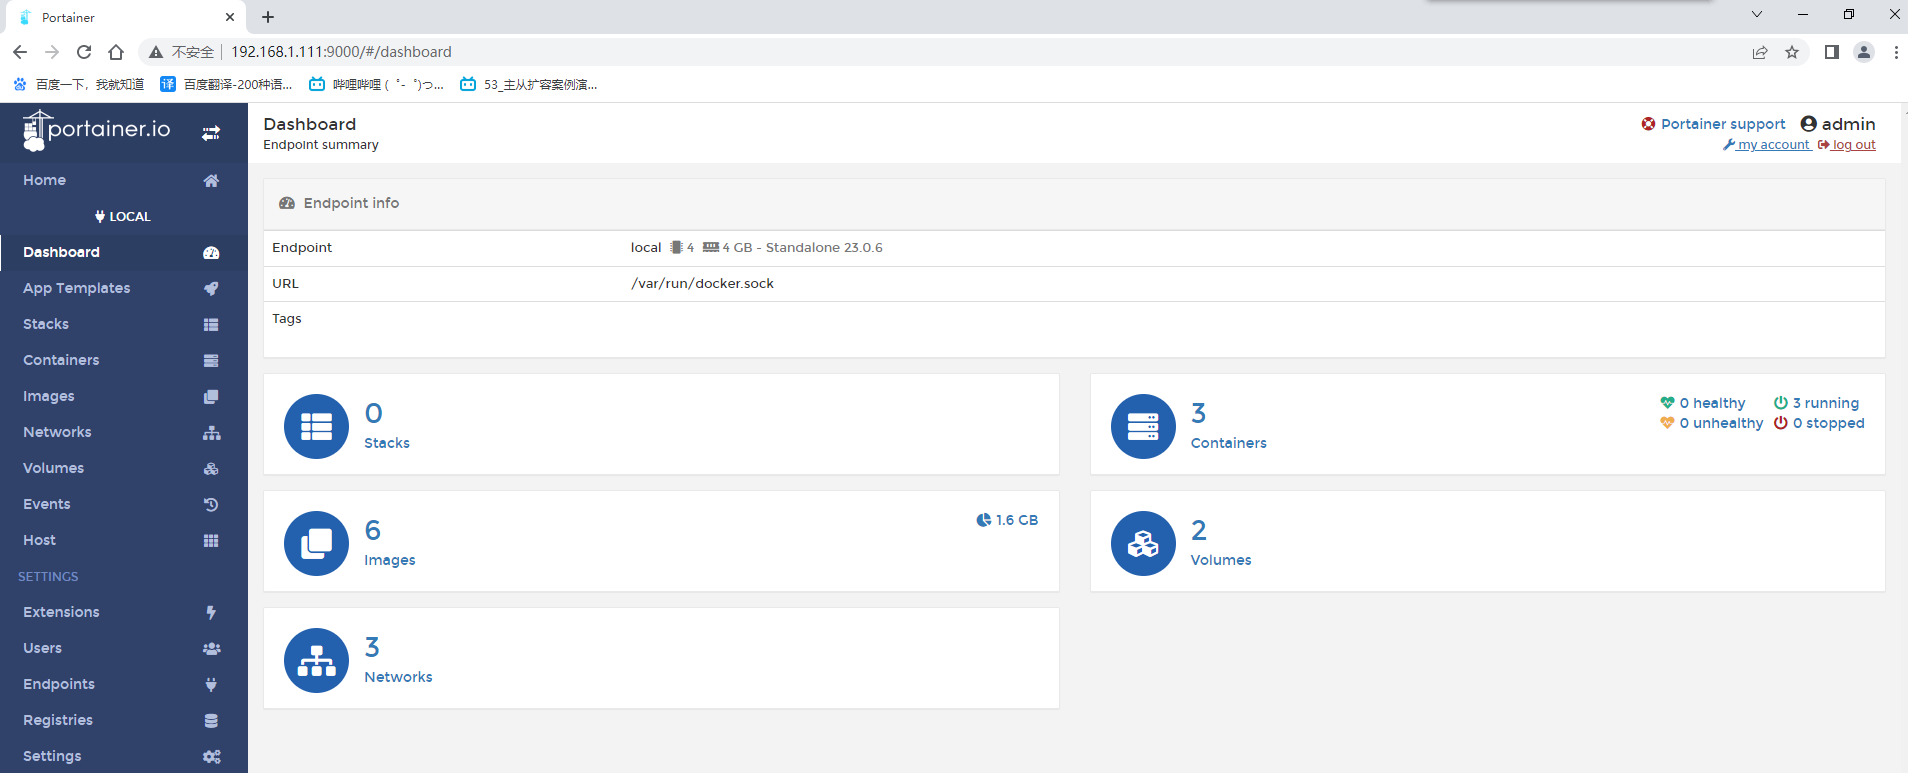 Portainer
不安全 192.168.1.111:9000/#/dashboard
百度一下，我就知道 译 百度翻译-200种语... 哔哩哔哩 ( ゜- ゜)つ... 53_主从扩容案例演...
portainer.io
Dashboard
Endpoint summary
Portainer support admin
my account log out
Home
LOCAL
Dashboard
App Templates
Stacks
Containers
Images
Networks
Volumes
Events
Host
SETTINGS
Extensions
Users
Endpoints
Registries
Settings
Endpoint info
Endpoint local 4 4 GB - Standalone 23.0.6
URL /var/run/docker.sock
Tags
0
Stacks
3
Containers
0 healthy 3 running
0 unhealthy 0 stopped
6
Images
1.6 GB
2
Volumes
3
Networks